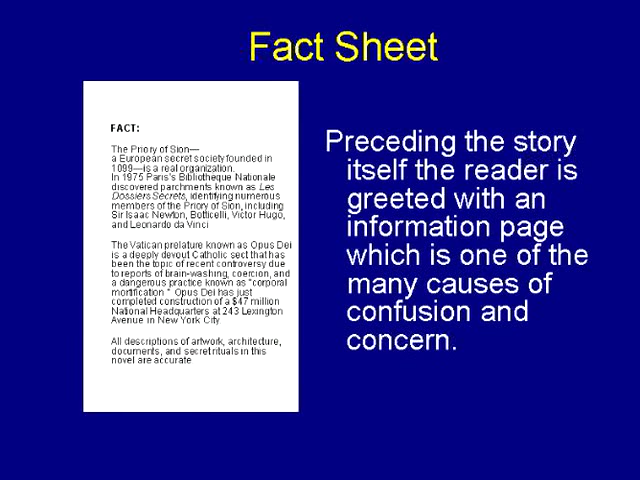 Fact Sheet
FACT:
The Priory of Sion—
a European secret society founded in
1099—is a real organization.
In 1975 Paris's Bibliotheque Nationale
discovered parchments known as Les
Dossiers Secrets, identifying numerous
members of the Priory of Sion, including
Sir Isaac Newton, Botticelli, Victor Hugo,
and Leonardo da Vinci
The Vatican prelature known as Opus Dei
is a deeply devout Catholic sect that has
been the topic of recent controversy due
to reports of brain-washing, coercion, and
a dangerous practice known as "corporal
mortification " Opus Dei has just
completed construction of a $47 million
National Headquarters at 243 Lexington
Avenue in New York City.
All descriptions of artwork, architecture,
documents, and secret rituals in this
novel are accurate
Preceding the story
itself the reader is
greeted with an
information page
which is one of the
many causes of
confusion and
concern.